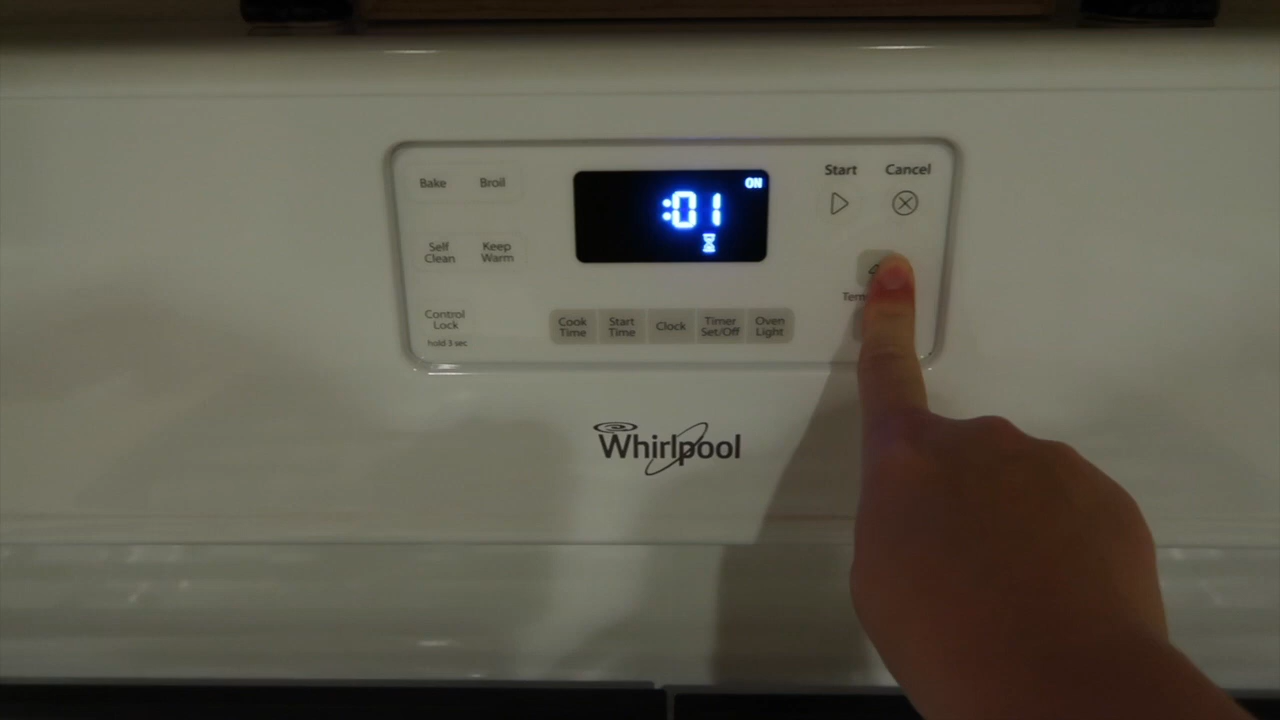 Bake
Broil
ON
:01
Start
Cancel
Self
Clean
Keep
Warm
Control
Lock
hold 3 sec
Cook
Time
Start
Time
Clock
Timer
Set/Off
Oven
Light
Whirlpool